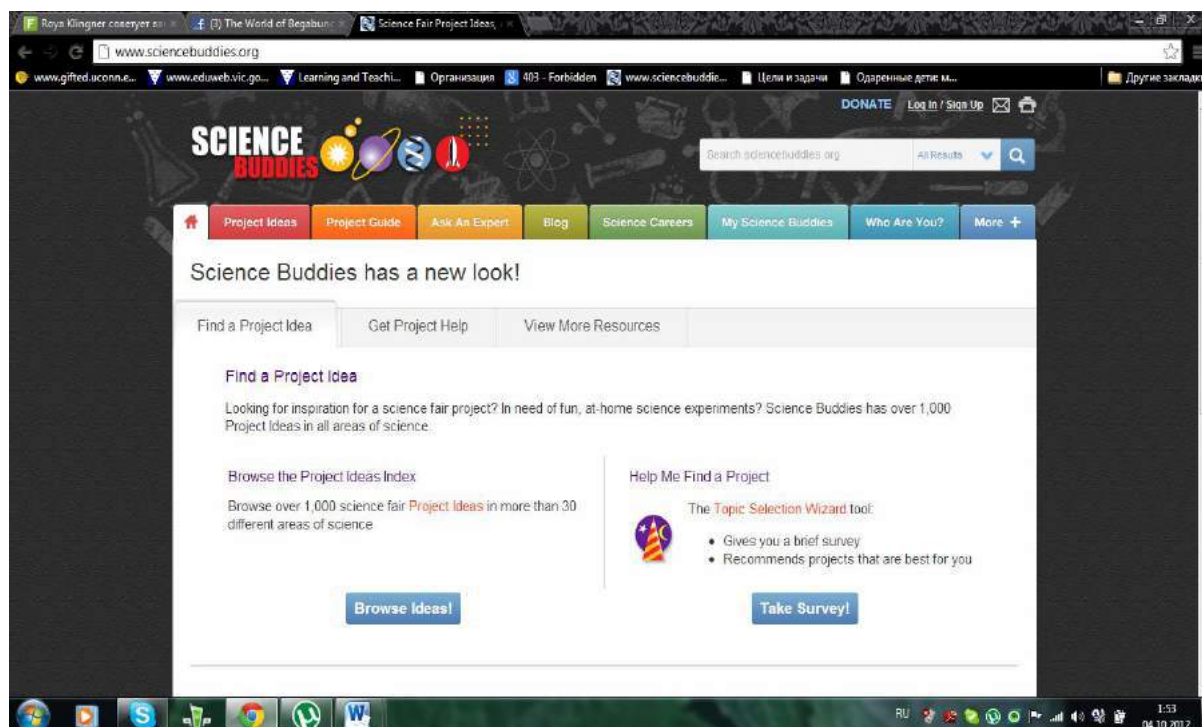 Roya Klingner советует ва
(3) The World of Begabun
Science Fair Project Ideas,
www.sciencebuddies.org
www.gifted.uconn.e...
www.eduweb.vic.go...
Learning and Teachi...
Организация
403 - Forbidden
www.sciencebuddie...
Цели и задачи
Одаренные дети: м...
Другие закладки
DONATE Log In / Sign Up
SCIENCE
BUDDIES
Search sciencebuddies.org All Results
Project Ideas Project Guide Ask An Expert Blog Science Careers My Science Buddies Who Are You? More +
Science Buddies has a new look!
Find a Project Idea Get Project Help View More Resources
Find a Project Idea
Looking for inspiration for a science fair project? In need of fun, at-home science experiments? Science Buddies has over 1,000
Project Ideas in all areas of science.
Browse the Project Ideas Index
Browse over 1,000 science fair Project Ideas in more than 30
different areas of science
Browse Ideas!
Help Me Find a Project
The Topic Selection Wizard tool:
• Gives you a brief survey
• Recommends projects that are best for you
Take Survey!
RU
1:53
04.10.2012